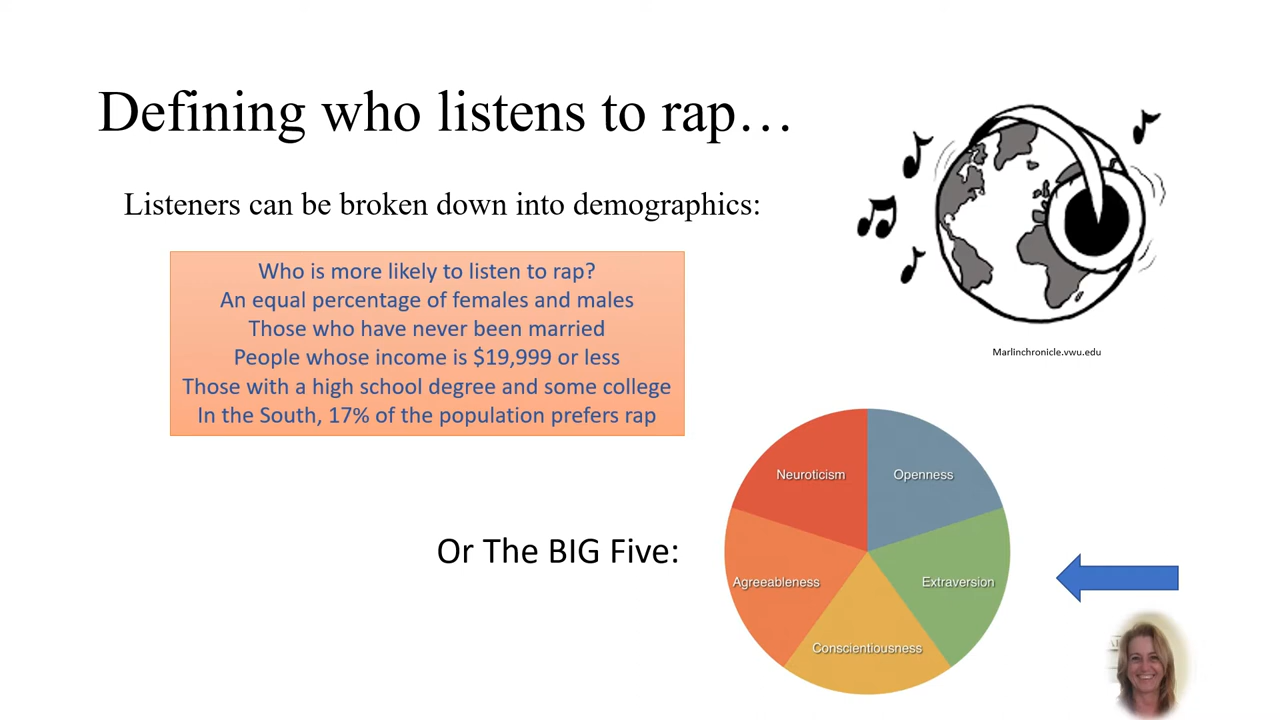 Defining who listens to rap…
Listeners can be broken down into demographics:
Who is more likely to listen to rap?
An equal percentage of females and males
Those who have never been married
People whose income is $19,999 or less
Those with a high school degree and some college
In the South, 17% of the population prefers rap
Marlinchronicle.vwu.edu
Or The BIG Five:
Neuroticism
Openness
Agreeableness
Extraversion
Conscientiousness